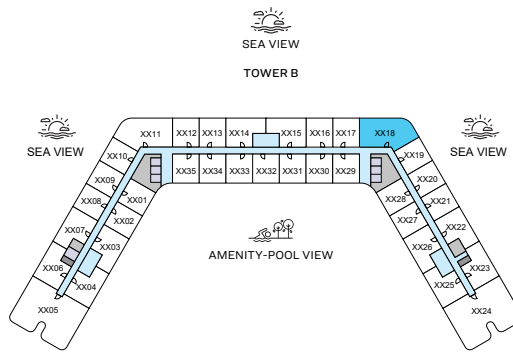 SEA VIEW
TOWER B
SEA VIEW
SEA VIEW
XX11
XX12
XX13
XX14
XX15
XX16
XX17
XX18
XX10
XX35
XX34
XX33
XX32
XX31
XX30
XX29
XX19
XX09
XX01
XX28
XX20
XX08
XX02
XX27
XX21
XX07
XX03
XX26
XX22
XX06
XX04
XX25
XX23
XX05
XX24
AMENITY-POOL VIEW